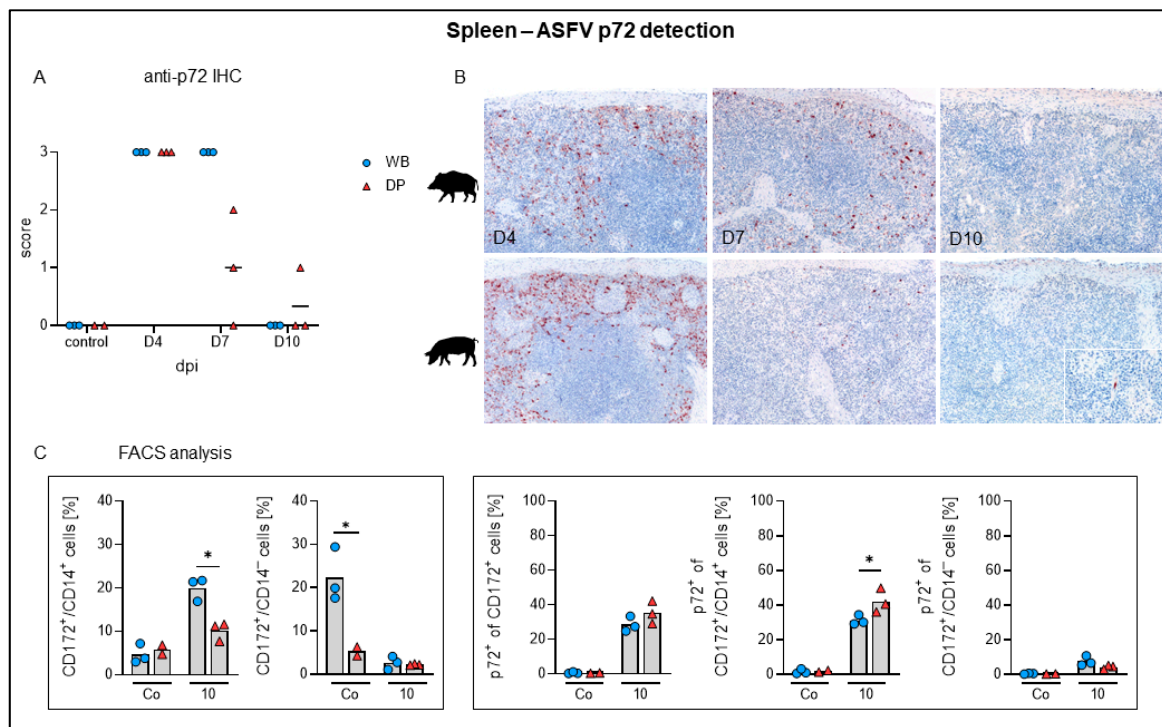 Spleen – ASFV p72 detection
A
anti-p72 IHC
score
3
2
1
0
control
D4
D7
D10
dpi
WB
DP
B
D4
D7
D10
C
FACS analysis
CD172⁺/CD14⁺ cells [%]
40
30
20
10
0
*
Co
10
CD172⁺/CD14⁻ cells [%]
40
30
20
10
0
*
Co
10
p72⁺ of CD172⁺ cells [%]
100
80
60
40
20
0
Co
10
p72⁺ of
CD172⁺/CD14⁺ cells [%]
100
80
60
40
20
0
*
Co
10
p72⁺ of
CD172⁺/CD14⁻ cells [%]
100
80
60
40
20
0
Co
10